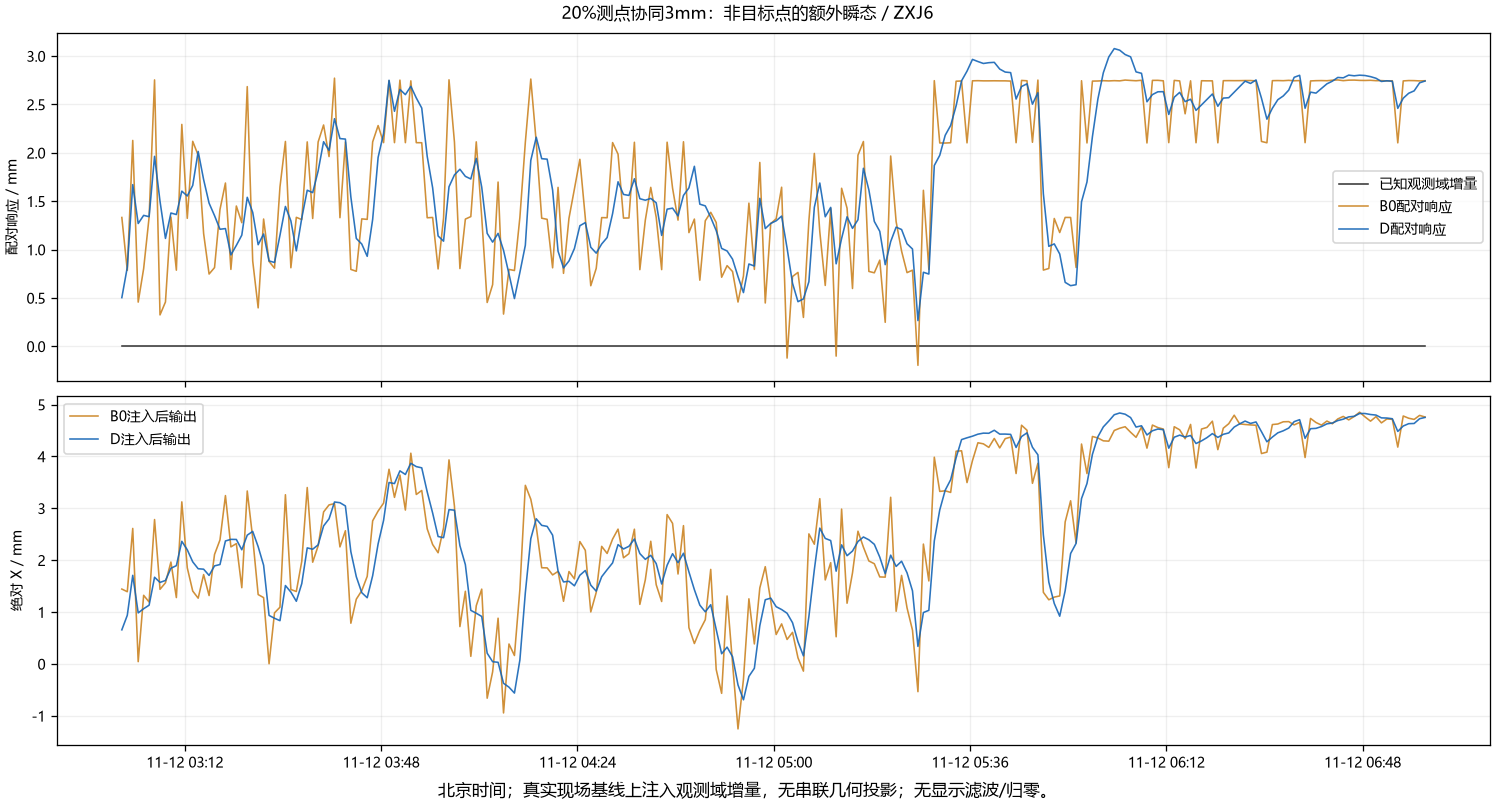 20%测点协同3mm：非目标点的额外瞬态 / ZXJ6
3.0
2.5
2.0
1.5
1.0
0.5
0.0
配对响应 / mm
已知观测域增量
B0配对响应
D配对响应
5
4
3
2
1
0
-1
绝对 X / mm
B0注入后输出
D注入后输出
11-12 03:12
11-12 03:48
11-12 04:24
11-12 05:00
11-12 05:36
11-12 06:12
11-12 06:48
北京时间；真实现场基线上注入观测域增量，无串联几何投影；无显示滤波/归零。